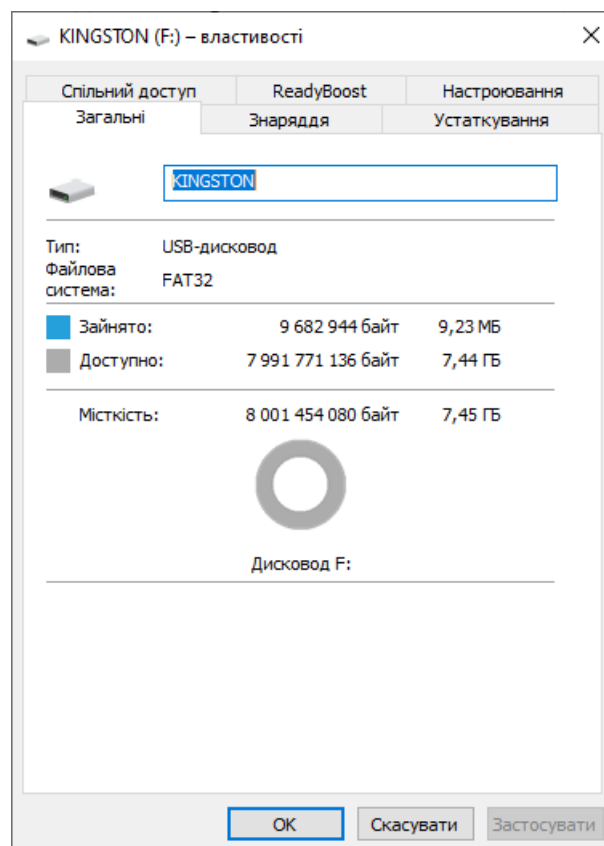 KINGSTON (F:) – властивості
Спільний доступ ReadyBoost Настроювання
Загальні Знаряддя Устаткування
KINGSTON
Тип: USB-дисковод
Файлова система: FAT32
Зайнято: 9 682 944 байт 9,23 МБ
Доступно: 7 991 771 136 байт 7,44 ГБ
Місткість: 8 001 454 080 байт 7,45 ГБ
Дисковод F:
OK Скасувати Застосувати